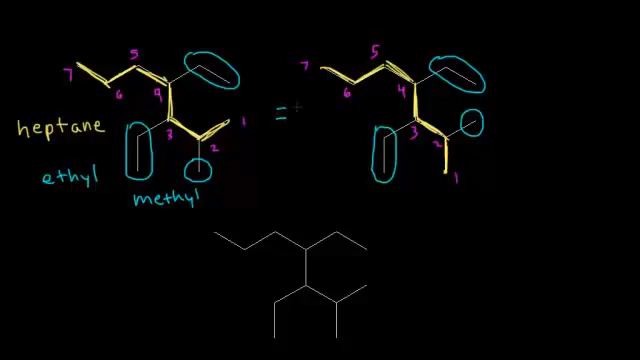 5 5
7 7
6 4 6 4
1
= 
heptane 3 3 2
2
ethyl 1
methyl